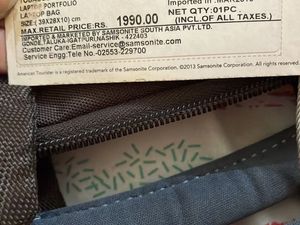 LAPTOP PORTFOLIO
LAPTOP BAG
SIZE :( 39X28X10) cm
MAX.RETAIL PRICE:RS. 1990.00 (INCL.OF ALL TAXES.)
NET QTY:01PC.
IMPORTED & MARKETED BY SAMSONITE SOUTH ASIA PVT.LTD.
GONDE,TALUKA-IGATPURI,NASHIK - 422403
Customer Care:Email-service@samsonite.com
Service Engg:Tele No.-02553-229700
American Tourister is a registered trademark of the Samsonite Corporation. ©2013 Samsonite Corporation. All rights reserved.